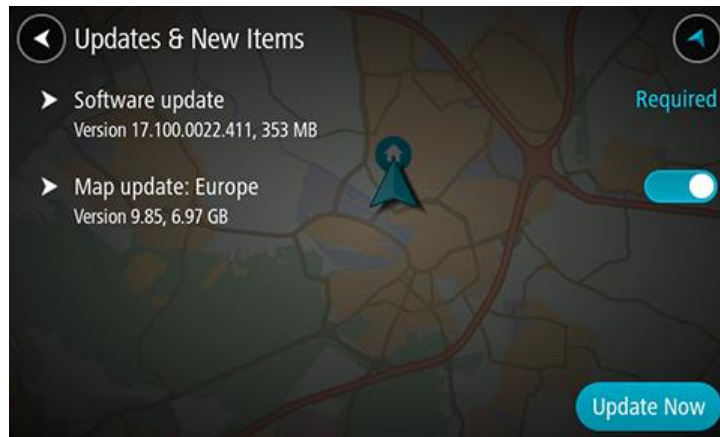 Updates & New Items
Software update
Required
Version 17.100.0022.411, 353 MB
Map update: Europe
Version 9.85, 6.97 GB
Update Now